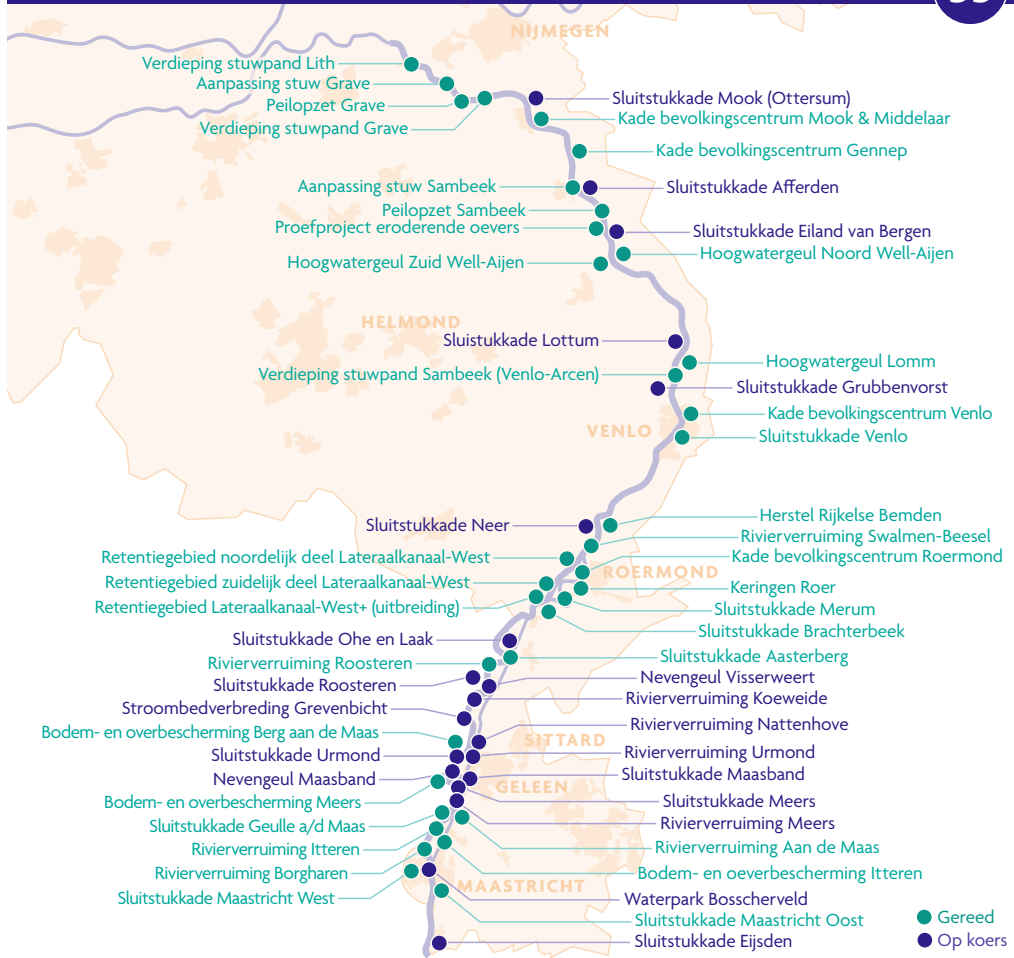 NIJMEGEN
Verdieping stuwpand Lith
Aanpassing stuw Grave
Peilopzet Grave
Verdieping stuwpand Grave
Sluitstukkade Mook (Ottersum)
Kade bevolkingscentrum Mook & Middelaar
Kade bevolkingscentrum Gennep
Aanpassing stuw Sambeek
Sluitstukkade Afferden
Peilopzet Sambeek
Proefproject eroderende oevers
Sluitstukkade Eiland van Bergen
Hoogwatergeul Noord Well-Aijen
Hoogwatergeul Zuid Well-Aijen
HELMOND
Sluistukkade Lottum
Hoogwatergeul Lomm
Verdieping stuwpand Sambeek (Venlo-Arcen)
Sluitstukkade Grubbenvorst
Kade bevolkingscentrum Venlo
VENLO
Sluitstukkade Venlo
Herstel Rijkelse Bemden
Sluitstukkade Neer
Rivierverruiming Swalmen-Beesel
Kade bevolkingscentrum Roermond
Retentiegebied noordelijk deel Lateraalkanaal-West
ROERMOND
Retentiegebied zuidelijk deel Lateraalkanaal-West
Keringen Roer
Retentiegebied Lateraalkanaal-West+ (uitbreiding)
Sluitstukkade Merum
Sluitstukkade Brachterbeek
Sluitstukkade Ohe en Laak
Sluitstukkade Aasterberg
Rivierverruiming Roosteren
Nevengeul Visserweert
Sluitstukkade Roosteren
Rivierverruiming Koeweide
Stroombedverbreding Grevenbicht
Rivierverruiming Nattenhove
Bodem- en overbescherming Berg aan de Maas
SITTARD
Sluitstukkade Urmond
Rivierverruiming Urmond
Nevengeul Maasband
Sluitstukkade Maasband
GELEEN
Bodem- en overbescherming Meers
Sluitstukkade Meers
Sluitstukkade Geulle a/d Maas
Rivierverruiming Meers
Rivierverruiming Itteren
Rivierverruiming Aan de Maas
Rivierverruiming Borgharen
Bodem- en oeverbescherming Itteren
MAASTRICHT
Sluitstukkade Maastricht West
Waterpark Bosscherveld
Sluitstukkade Maastricht Oost
Sluitstukkade Eijsden
Gereed
Op koers